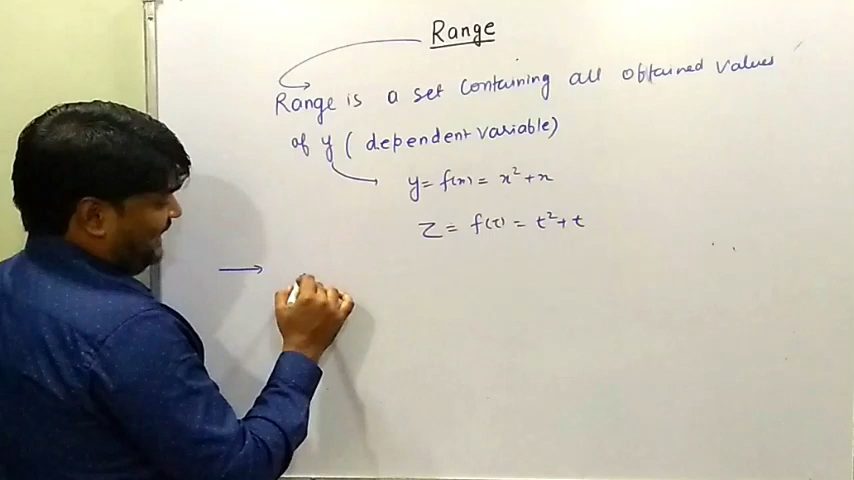 Range
Range is a set containing all obtained values
of y (dependent variable)
y = f(x) = x² + x
Z = f(t) = t² + t